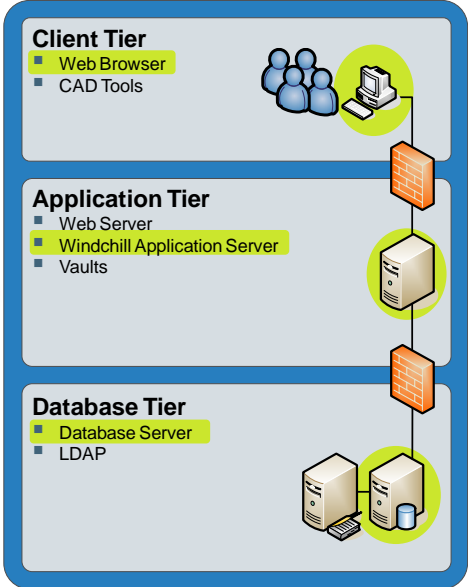 Client Tier
Web Browser
CAD Tools
Application Tier
Web Server
Windchill Application Server
Vaults
Database Tier
Database Server
LDAP